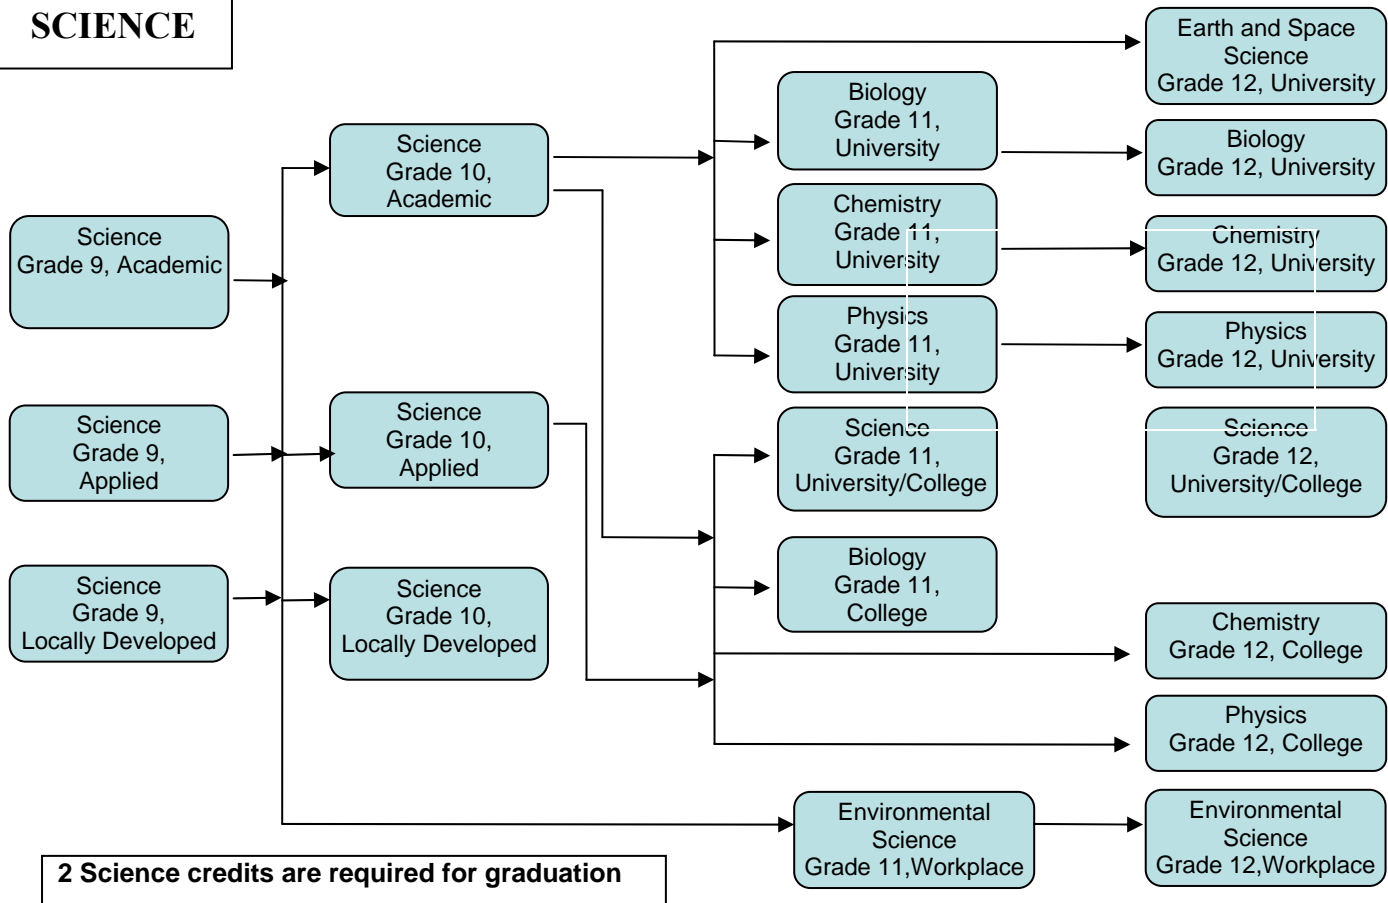 SCIENCE
Science
Grade 9, Academic
Science
Grade 9,
Applied
Science
Grade 9,
Locally Developed
Science
Grade 10,
Academic
Science
Grade 10,
Applied
Science
Grade 10,
Locally Developed
Biology
Grade 11,
University
Chemistry
Grade 11,
University
Physics
Grade 11,
University
Science
Grade 11,
University/College
Biology
Grade 11,
College
Environmental
Science
Grade 11,Workplace
Earth and Space
Science
Grade 12, University
Biology
Grade 12, University
Chemistry
Grade 12, University
Physics
Grade 12, University
Science
Grade 12,
University/College
Chemistry
Grade 12, College
Physics
Grade 12, College
Environmental
Science
Grade 12,Workplace
2 Science credits are required for graduation